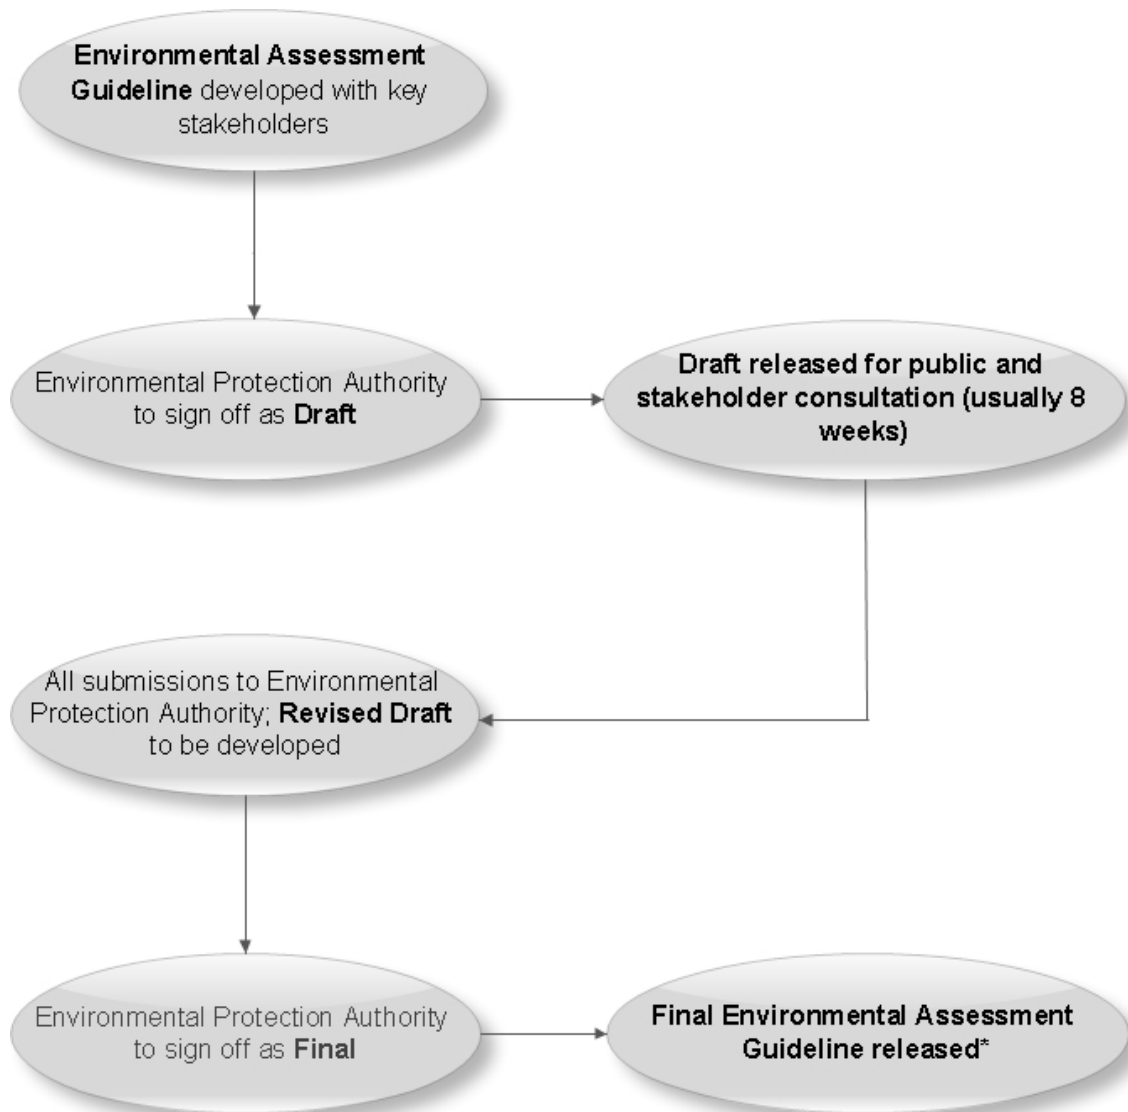 Environmental Assessment
Guideline developed with key
stakeholders
Environmental Protection Authority
to sign off as Draft
Draft released for public and
stakeholder consultation (usually 8
weeks)
All submissions to Environmental
Protection Authority; Revised Draft
to be developed
Environmental Protection Authority
to sign off as Final
Final Environmental Assessment
Guideline released*